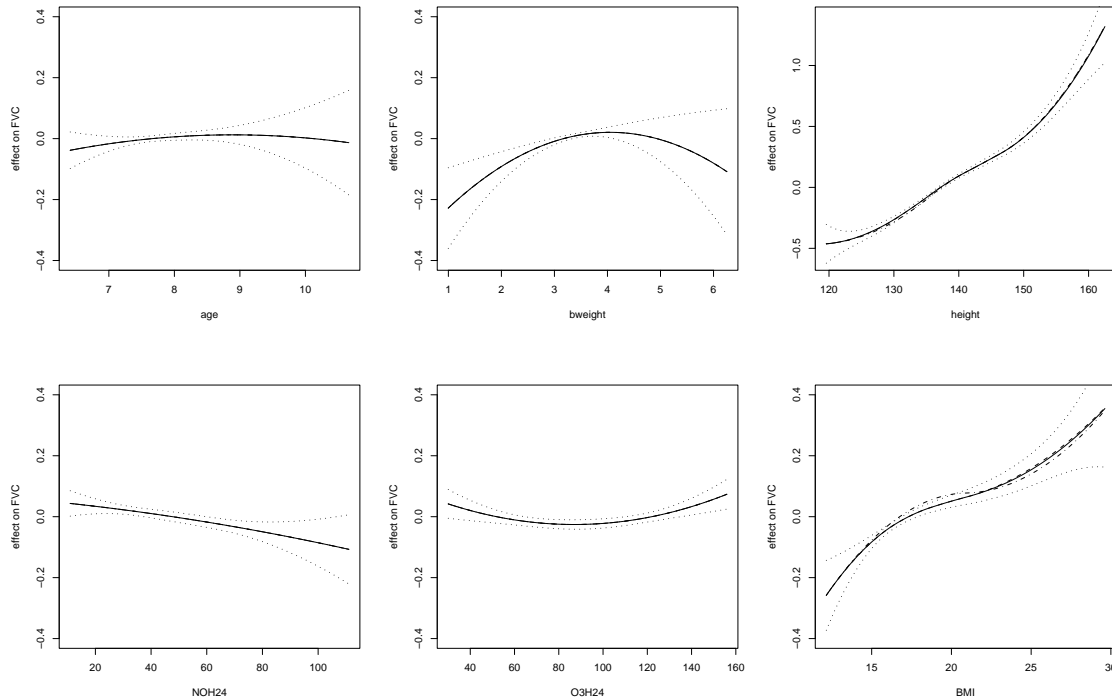 0.4
0.2
0.0
−0.2
−0.4
effect on FVC
7 8 9 10
age
0.4
0.2
0.0
−0.2
−0.4
effect on FVC
1 2 3 4 5 6
bweight
1.0
0.5
0.0
−0.5
effect on FVC
120 130 140 150 160
height
0.4
0.2
0.0
−0.2
−0.4
effect on FVC
20 40 60 80 100
NOH24
0.4
0.2
0.0
−0.2
−0.4
effect on FVC
40 60 80 100 120 140 160
O3H24
0.4
0.2
0.0
−0.2
−0.4
effect on FVC
15 20 25 30
BMI